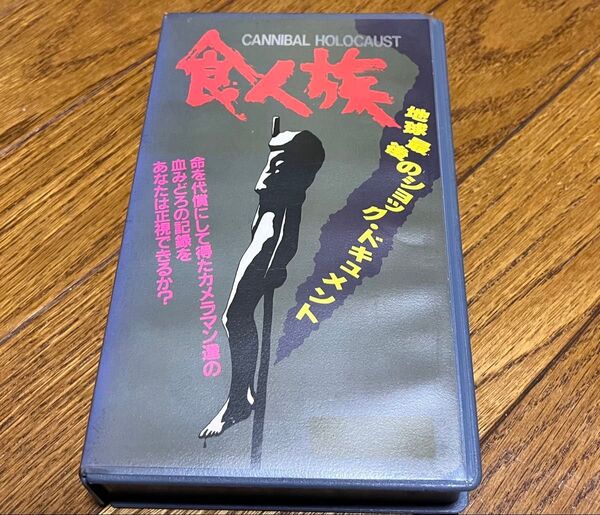 CANNIBAL HOLOCAUST
食人族
地球最後のショック・ドキュメント
命を代償にして得たカメラマン達の
血みどろの記録を
あなたは正視できるか?